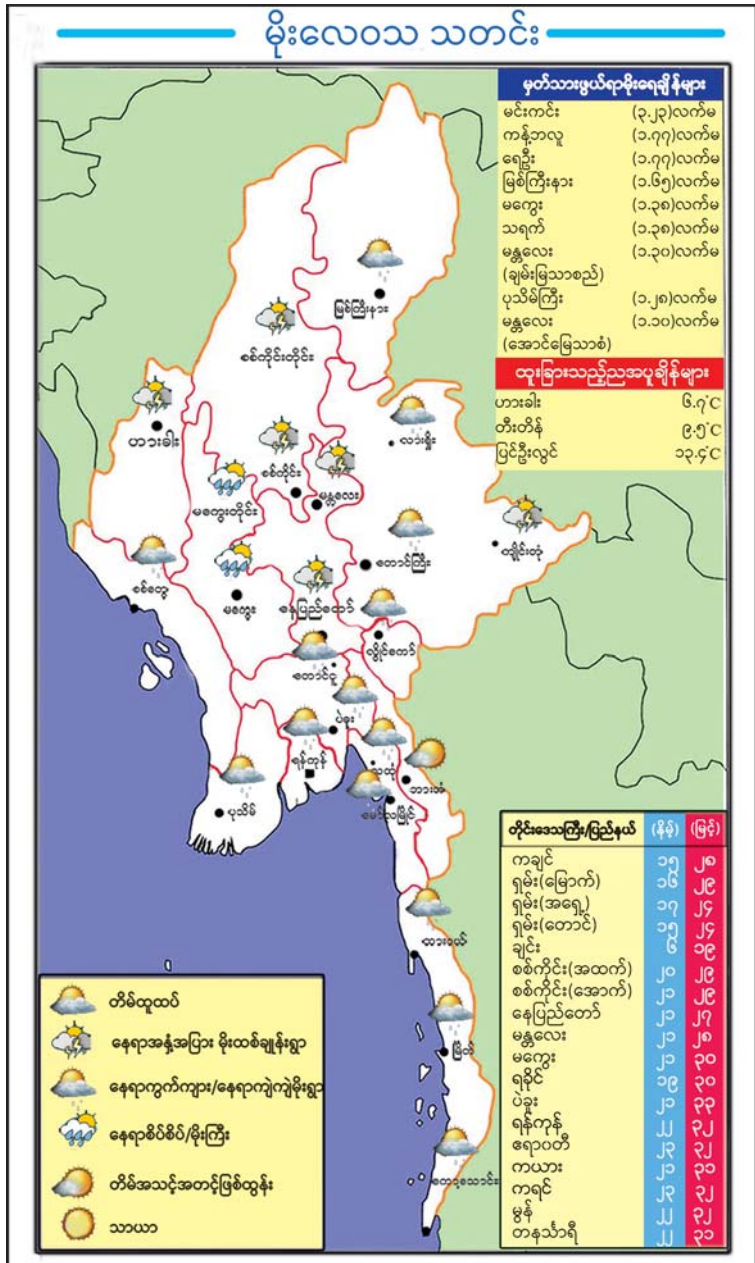 မိုးလေဝသ သတင်း
မှတ်သားဖွယ်ရာမိုးရေချိန်များ
မင်းကင်း (၃.၂၃)လက်မ
ကန့်ဘလူ (၁.၇၇)လက်မ
ရေဦး (၁.၇၇)လက်မ
မြစ်ကြီးနား (၁.၆၅)လက်မ
မကွေး (၁.၃၈)လက်မ
သရက် (၁.၃၈)လက်မ
မန္တလေး (၁.၃၀)လက်မ
(ချမ်းမြသာစည်)
ပုသိမ်ကြီး (၁.၂၈)လက်မ
မန္တလေး (၁.၁၀)လက်မ
(အောင်မြေသာစံ)
ထူးခြားသည့်ညအပူချိန်များ
ဟားခါး ၆.၇°C
တီးတိန် ၉.၅°C
ပြင်ဦးလွင် ၁၃.၄°C
မြစ်ကြီးနား
စစ်ကိုင်းတိုင်း
ဟားခါး
လားရှိုး
စစ်ကိုင်း
မန္တလေး
မကွေးတိုင်း
ကျိုင်းတုံ
တောင်ကြီး
စစ်တွေ
မကွေး
နေပြည်တော်
လွိုင်ကော်
တောင်ငူ
ပဲခူး
ရန်ကုန်
သထုံ
ဘားအံ
ပုသိမ်
မော်လမြိုင်
ထားဝယ်
မြိတ်
ကော့သောင်း
တိုင်းဒေသကြီး/ပြည်နယ် (နိမ့်) (မြင့်)
ကချင် ၁၅ ၂၈
ရှမ်း(မြောက်) ၁၆ ၂၉
ရှမ်း(အရှေ့) ၁၇ ၂၄
ရှမ်း(တောင်) ၁၅ ၂၄
ချင်း ၆ ၁၉
စစ်ကိုင်း(အထက်) ၂၀ ၂၉
စစ်ကိုင်း(အောက်) ၂၁ ၂၉
နေပြည်တော် ၂၁ ၂၇
မန္တလေး ၂၁ ၂၈
မကွေး ၂၁ ၃၀
ရခိုင် ၁၉ ၃၀
ပဲခူး ၂၁ ၃၃
ရန်ကုန် ၂၂ ၃၂
ဧရာဝတီ ၂၃ ၃၂
ကယား ၂၁ ၃၁
ကရင် ၂၃ ၃၂
မွန် ၂၂ ၃၂
တနင်္သာရီ ၂၂ ၃၁
တိမ်ထူထပ်
နေရာအနှံ့အပြား မိုးထစ်ချုန်းရွာ
နေရာကွက်ကျား/နေရာကျဲကျဲမိုးရွာ
နေရာစိပ်စိပ်/မိုးကြီး
တိမ်အသင့်အတင့်ဖြစ်ထွန်း
သာယာ